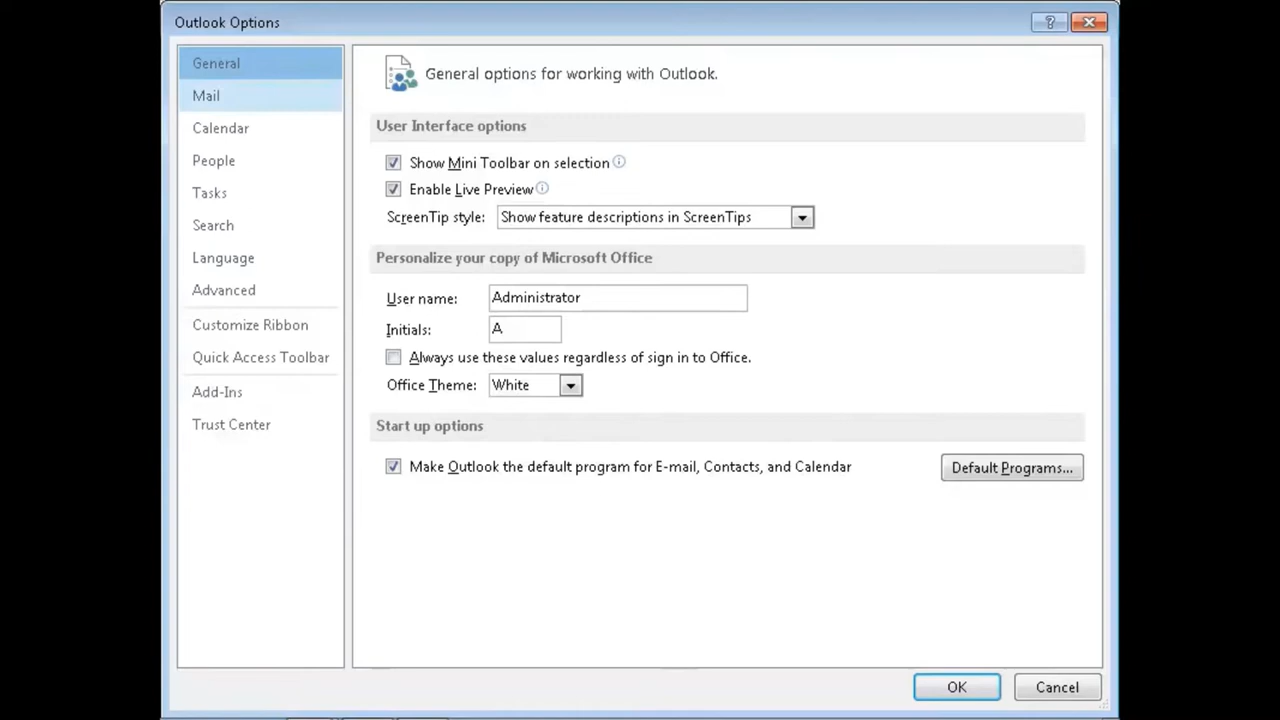 Outlook Options
?
General
Mail
Calendar
People
Tasks
Search
Language
Advanced
Customize Ribbon
Quick Access Toolbar
Add-Ins
Trust Center
General options for working with Outlook.
User Interface options
Show Mini Toolbar on selection
Enable Live Preview
ScreenTip style: Show feature descriptions in ScreenTips
Personalize your copy of Microsoft Office
User name: Administrator
Initials: A
Always use these values regardless of sign in to Office.
Office Theme: White
Start up options
Make Outlook the default program for E-mail, Contacts, and Calendar Default Programs...
OK Cancel